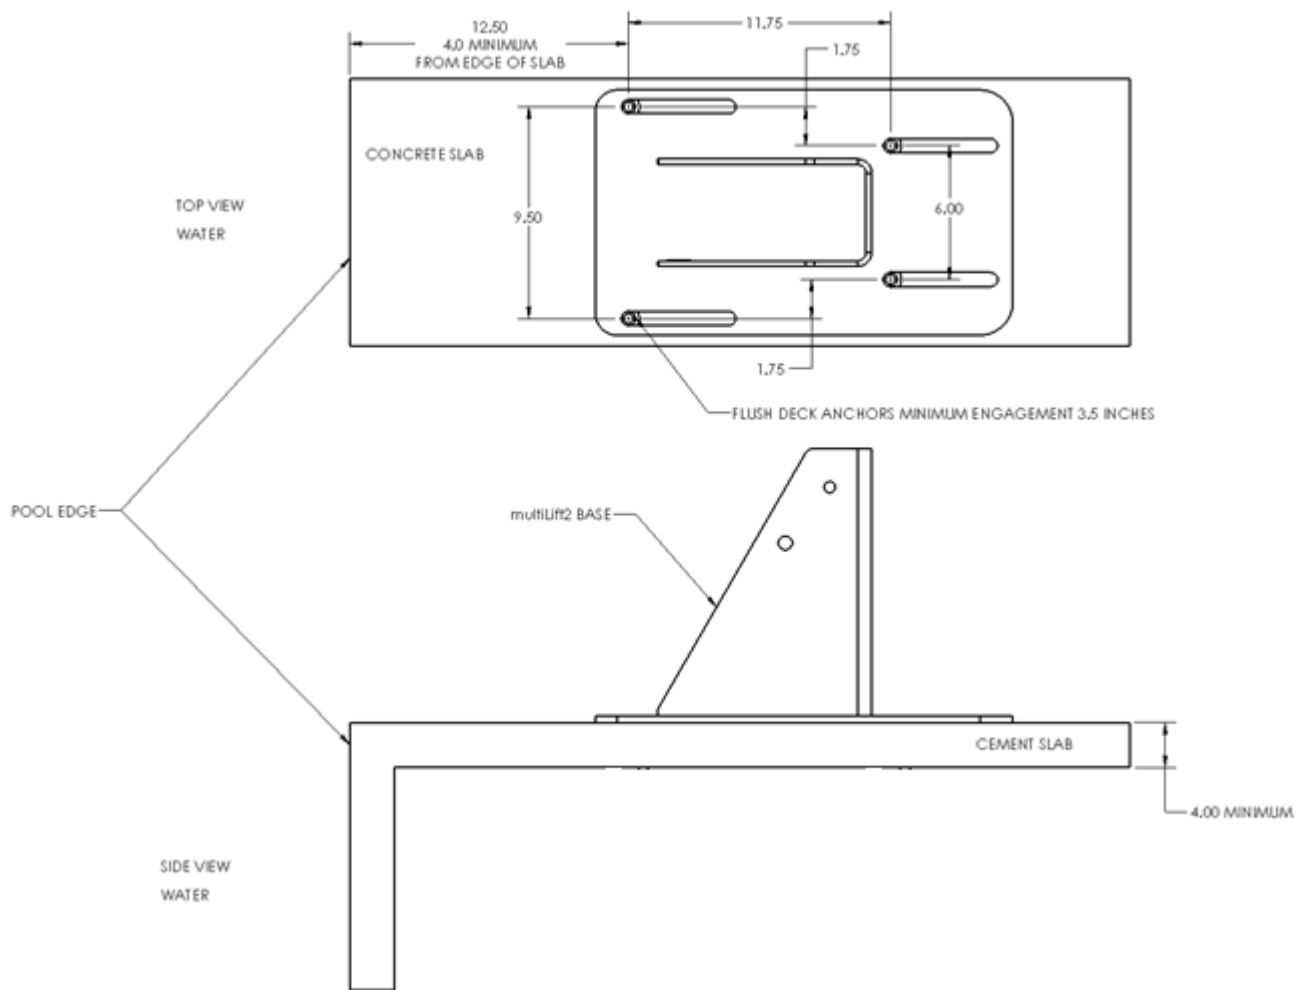 12.50
4.0 MINIMUM
FROM EDGE OF SLAB
11.75
1.75
CONCRETE SLAB
TOP VIEW
WATER
9.50
6.00
1.75
FLUSH DECK ANCHORS MINIMUM ENGAGEMENT 3.5 INCHES
POOL EDGE
multiLift2 BASE
CEMENT SLAB
4.00 MINIMUM
SIDE VIEW
WATER